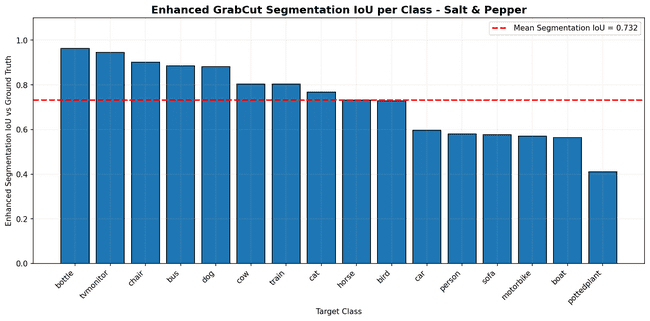 Enhanced GrabCut Segmentation IoU per Class - Salt & Pepper
Mean Segmentation IoU = 0.732
Enhanced Segmentation IoU vs Ground Truth
1.0
0.8
0.6
0.4
0.2
0.0
bottle
tvmonitor
chair
bus
dog
cow
train
cat
horse
bird
car
person
sofa
motorbike
boat
pottedplant
Target Class